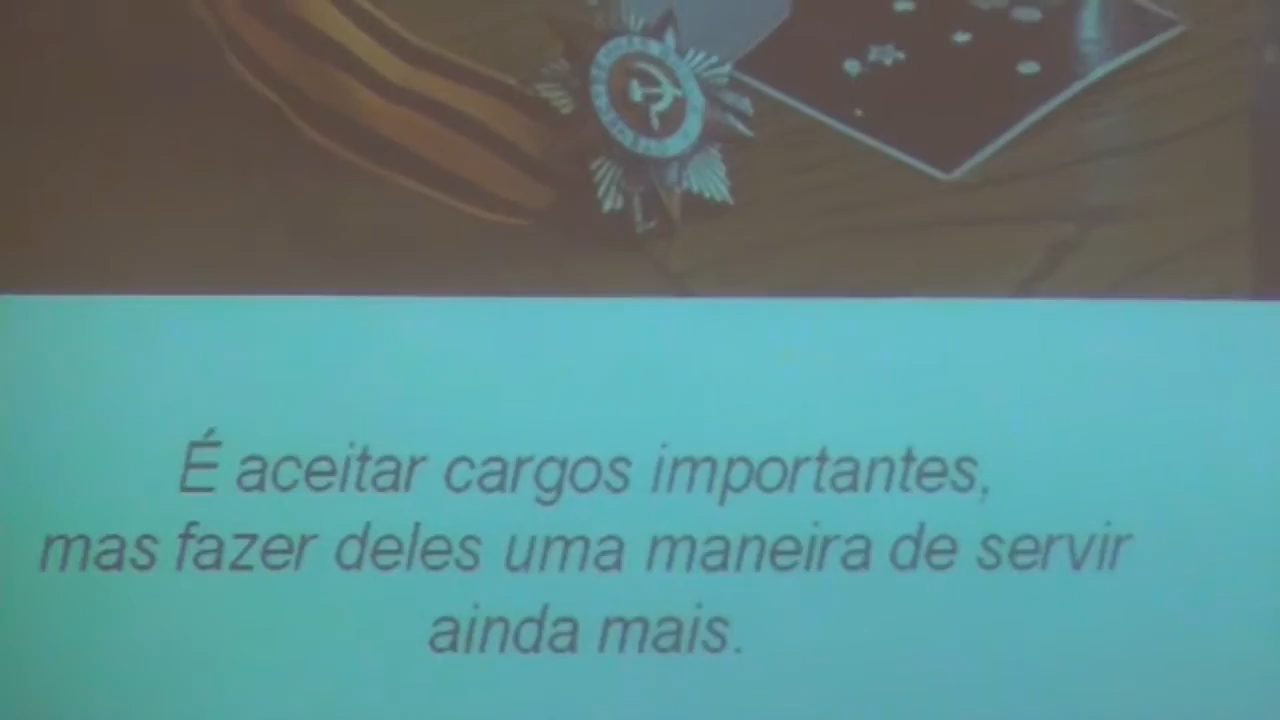 É aceitar cargos importantes,
mas fazer deles uma maneira de servir
ainda mais.